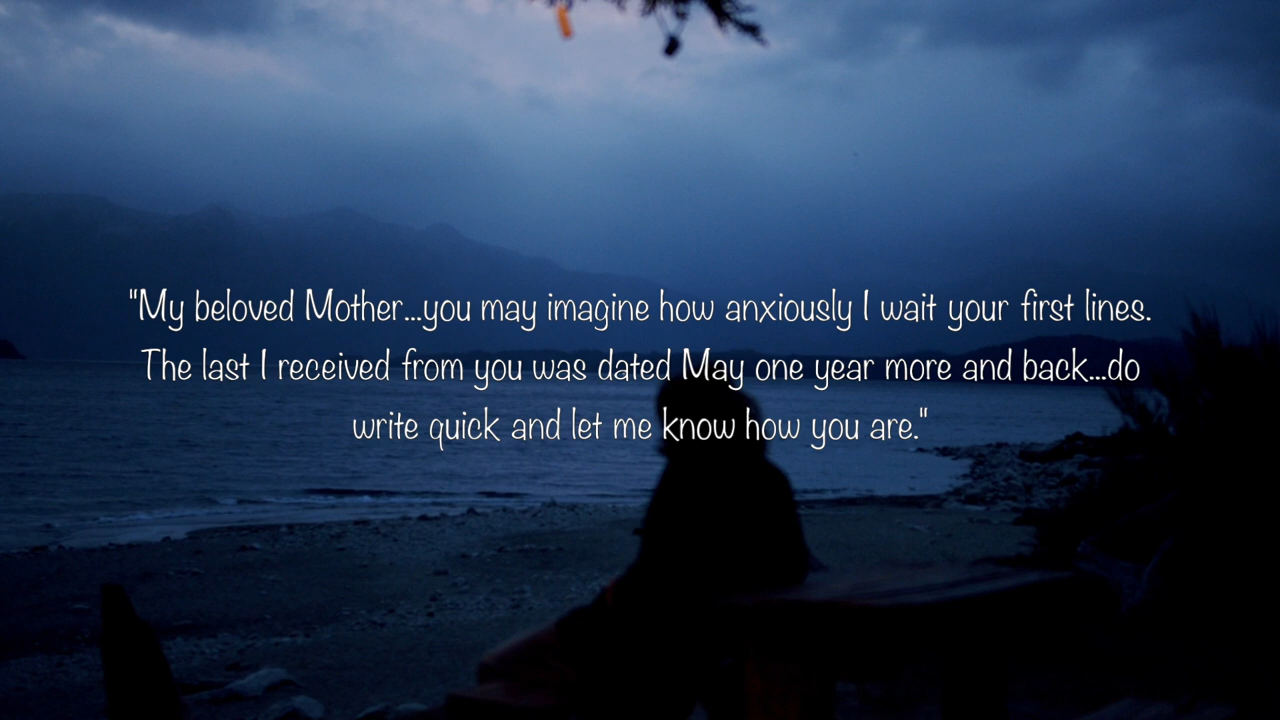 "My beloved Mother...you may imagine how anxiously I wait your first lines.
The last I received from you was dated May one year more and back...do
write quick and let me know how you are."